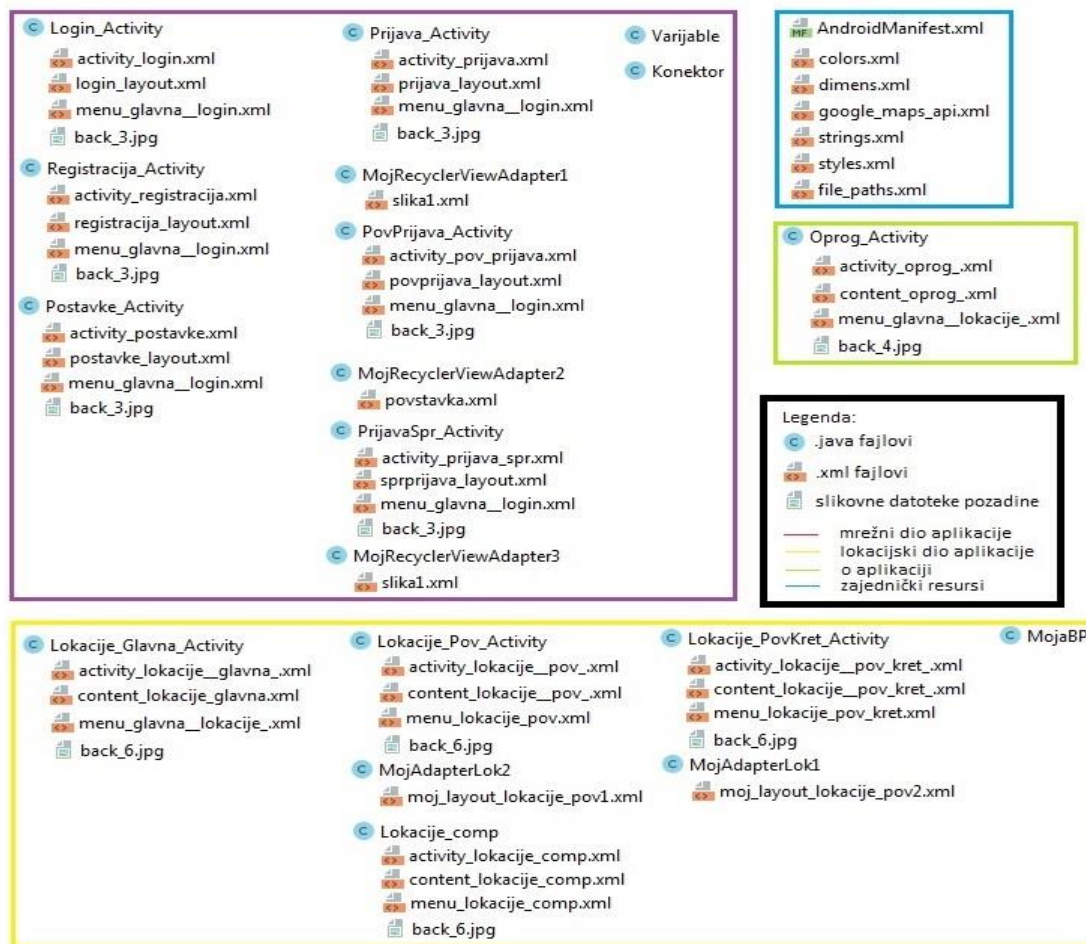 Login_Activity
activity_login.xml
login_layout.xml
menu_glavna__login.xml
back_3.jpg
Registracija_Activity
activity_registracija.xml
registracija_layout.xml
menu_glavna__login.xml
back_3.jpg
Postavke_Activity
activity_postavke.xml
postavke_layout.xml
menu_glavna__login.xml
back_3.jpg
Prijava_Activity
activity_prijava.xml
prijava_layout.xml
menu_glavna__login.xml
back_3.jpg
MojRecyclerViewAdapter1
slika1.xml
PovPrijava_Activity
activity_pov_prijava.xml
povprijava_layout.xml
menu_glavna__login.xml
back_3.jpg
MojRecyclerViewAdapter2
povstavka.xml
PrijavaSpr_Activity
activity_prijava_spr.xml
sprprijava_layout.xml
menu_glavna__login.xml
back_3.jpg
MojRecyclerViewAdapter3
slika1.xml
Varijable
Konektor
MF AndroidManifest.xml
colors.xml
dimens.xml
google_maps_api.xml
strings.xml
styles.xml
file_paths.xml
Oprog_Activity
activity_oprog_.xml
content_oprog_.xml
menu_glavna__lokacije_.xml
back_4.jpg
Legenda:
.java fajlovi
.xml fajlovi
slikovne datoteke pozadine
mrežni dio aplikacije
lokacijski dio aplikacije
o aplikaciji
zajednički resursi
Lokacije_Glavna_Activity
activity_lokacije__glavna_.xml
content_lokacije_glavna.xml
menu_glavna__lokacije_.xml
back_6.jpg
Lokacije_Pov_Activity
activity_lokacije__pov_.xml
content_lokacije__pov_.xml
menu_lokacije_pov.xml
back_6.jpg
MojAdapterLok2
moj_layout_lokacije_pov1.xml
Lokacije_comp
activity_lokacije_comp.xml
content_lokacije_comp.xml
menu_lokacije_comp.xml
back_6.jpg
Lokacije_PovKret_Activity
activity_lokacije__pov_kret_.xml
content_lokacije__pov_kret_.xml
menu_lokacije_pov_kret.xml
back_6.jpg
MojAdapterLok1
moj_layout_lokacije_pov2.xml
MojaBP